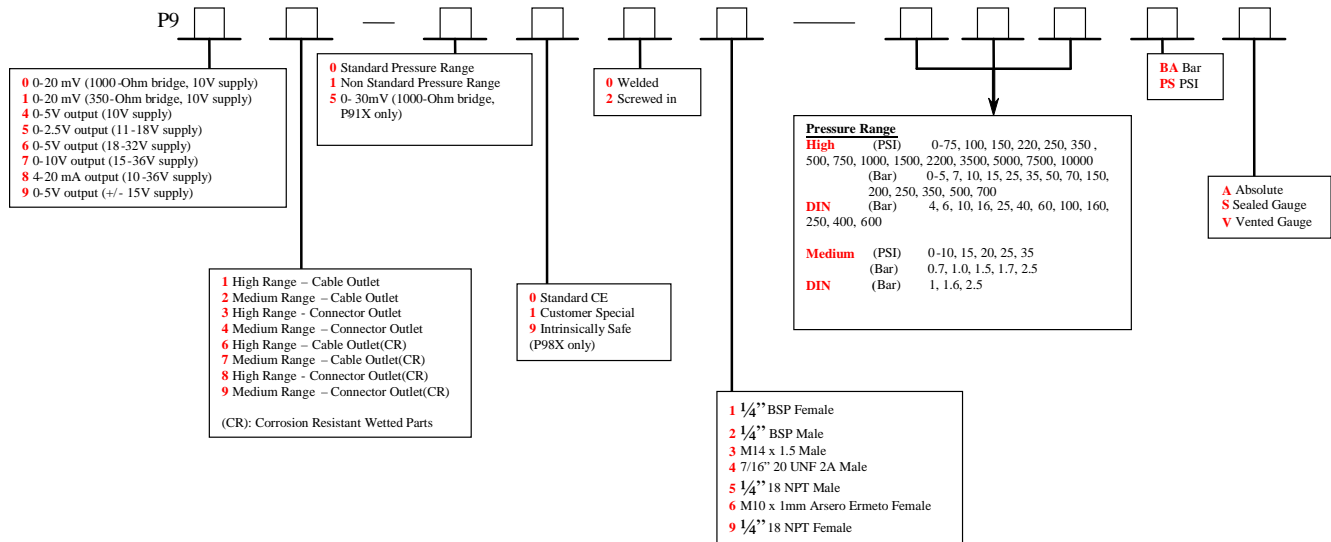 P9
0 0-20 mV (1000-Ohm bridge, 10V supply)
1 0-20 mV (350-Ohm bridge, 10V supply)
4 0-5V output (10V supply)
5 0-2.5V output (11-18V supply)
6 0-5V output (18-32V supply)
7 0-10V output (15-36V supply)
8 4-20 mA output (10-36V supply)
9 0-5V output (+/- 15V supply)
1 High Range – Cable Outlet
2 Medium Range – Cable Outlet
3 High Range - Connector Outlet
4 Medium Range – Connector Outlet
6 High Range – Cable Outlet(CR)
7 Medium Range – Cable Outlet(CR)
8 High Range - Connector Outlet(CR)
9 Medium Range – Connector Outlet(CR)
(CR): Corrosion Resistant Wetted Parts
0 Standard Pressure Range
1 Non Standard Pressure Range
5 0- 30mV (1000-Ohm bridge,
P91X only)
0 Standard CE
1 Customer Special
9 Intrinsically Safe
(P98X only)
0 Welded
2 Screwed in
1 ¼” BSP Female
2 ¼” BSP Male
3 M14 x 1.5 Male
4 7/16” 20 UNF 2A Male
5 ¼” 18 NPT Male
6 M10 x 1mm Arsero Ermeto Female
9 ¼” 18 NPT Female
Pressure Range
High (PSI) 0-75, 100, 150, 220, 250, 350 ,
500, 750, 1000, 1500, 2200, 3500, 5000, 7500, 10000
(Bar) 0-5, 7, 10, 15, 25, 35, 50, 70, 150,
200, 250, 350, 500, 700
DIN (Bar) 4, 6, 10, 16, 25, 40, 60, 100, 160,
250, 400, 600
Medium (PSI) 0-10, 15, 20, 25, 35
(Bar) 0.7, 1.0, 1.5, 1.7, 2.5
DIN (Bar) 1, 1.6, 2.5
BA Bar
PS PSI
A Absolute
S Sealed Gauge
V Vented Gauge